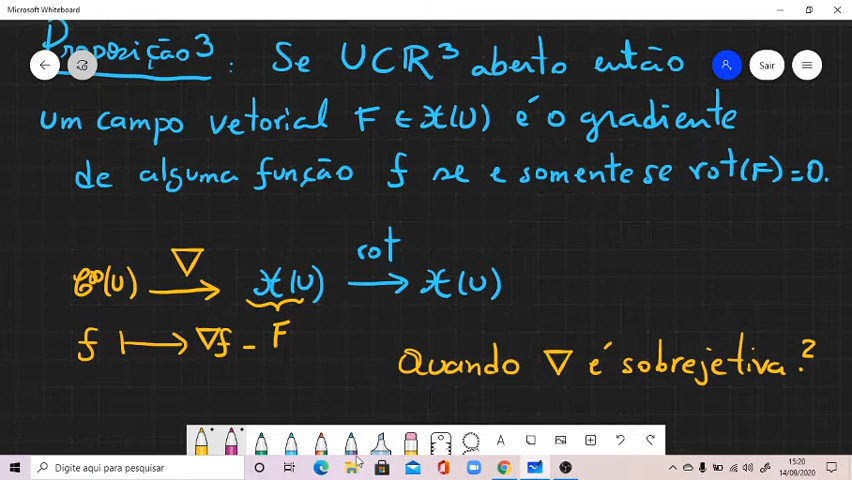 Microsoft Whiteboard
Proposição 3 : Se U⊂ℝ³ aberto então
Sair
um campo vetorial F ∈ 𝔛(U) é o gradiente
de alguma função f se e somente se rot(F)=0.
C∞(U) ∇→ 𝔛(U) rot→ 𝔛(U)
f ↦ ∇f - F
Quando ∇ é sobrejetiva?
A
Digite aqui para pesquisar
15:20
14/09/2020